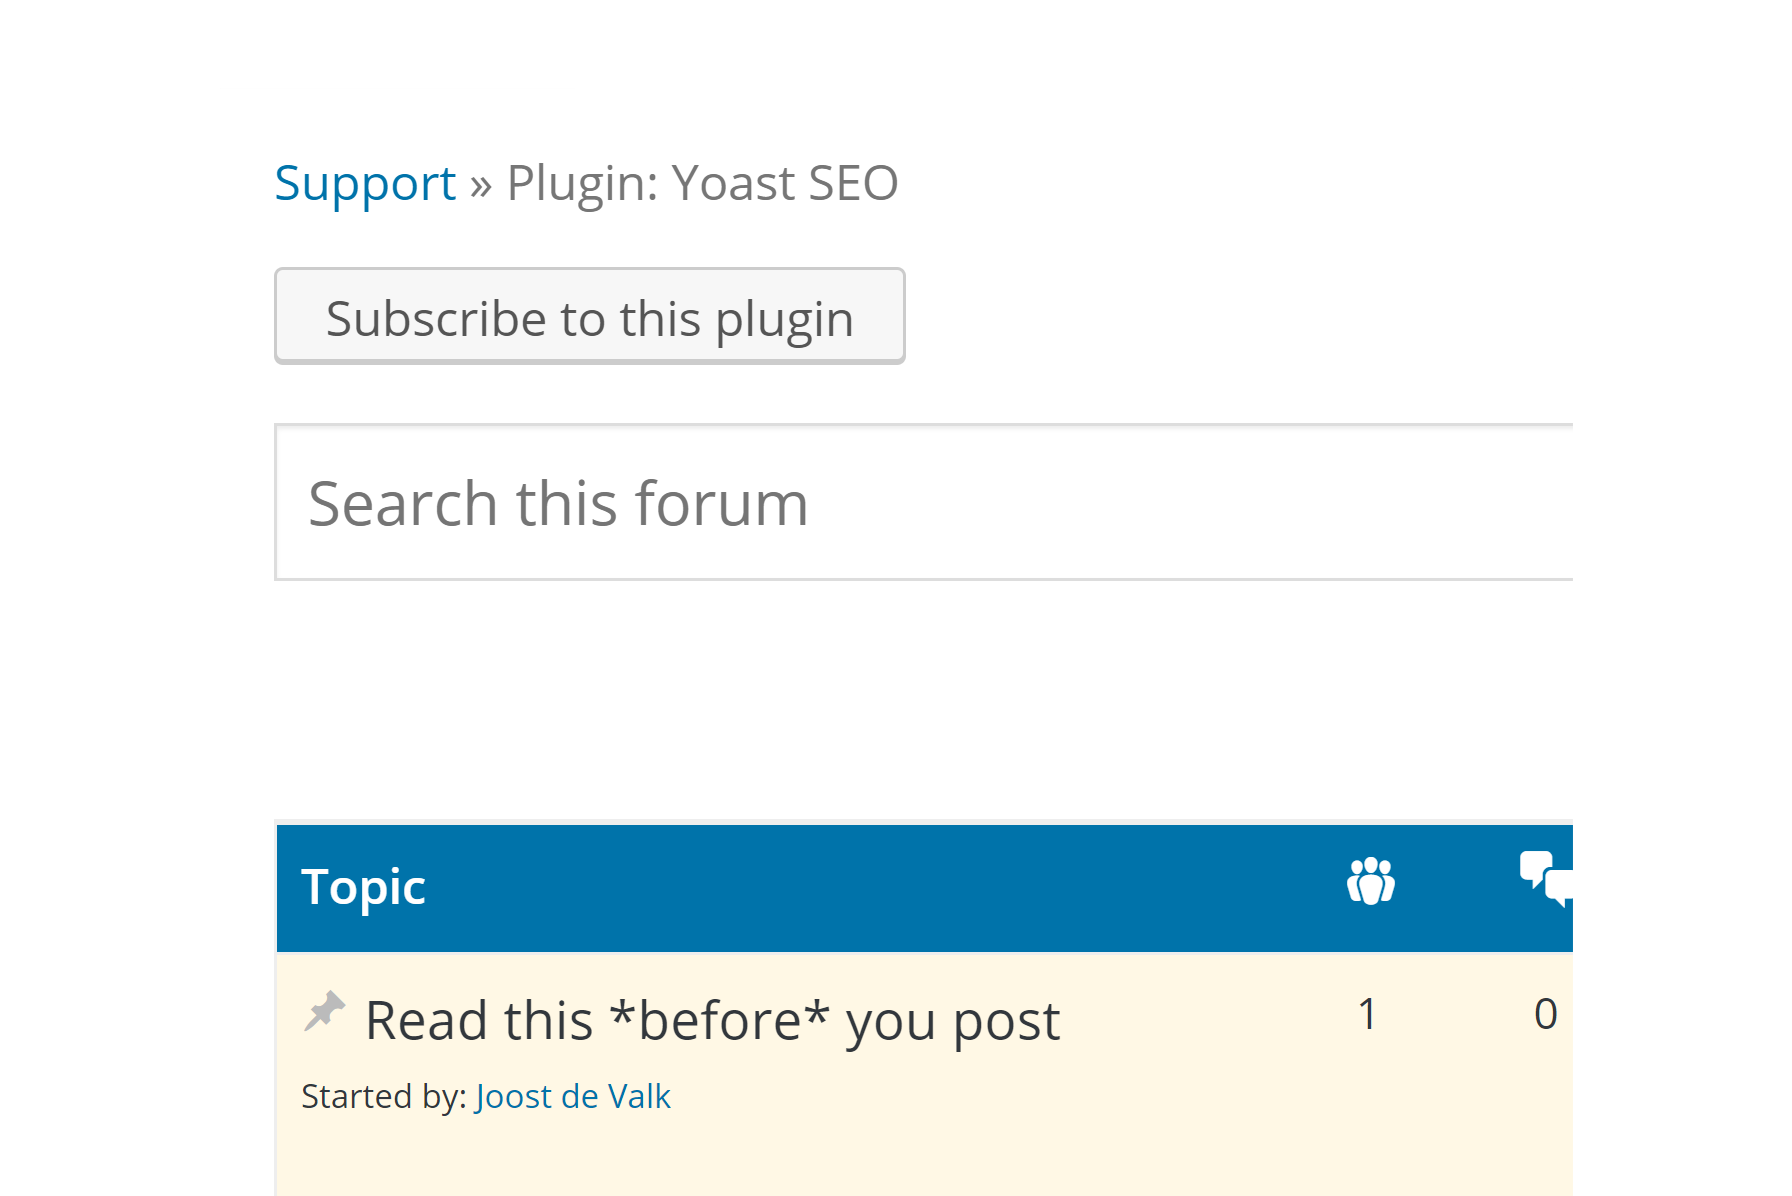 Support » Plugin: Yoast SEO
Subscribe to this plugin
Search this forum
Topic
Read this *before* you post 1 0
Started by: Joost de Valk